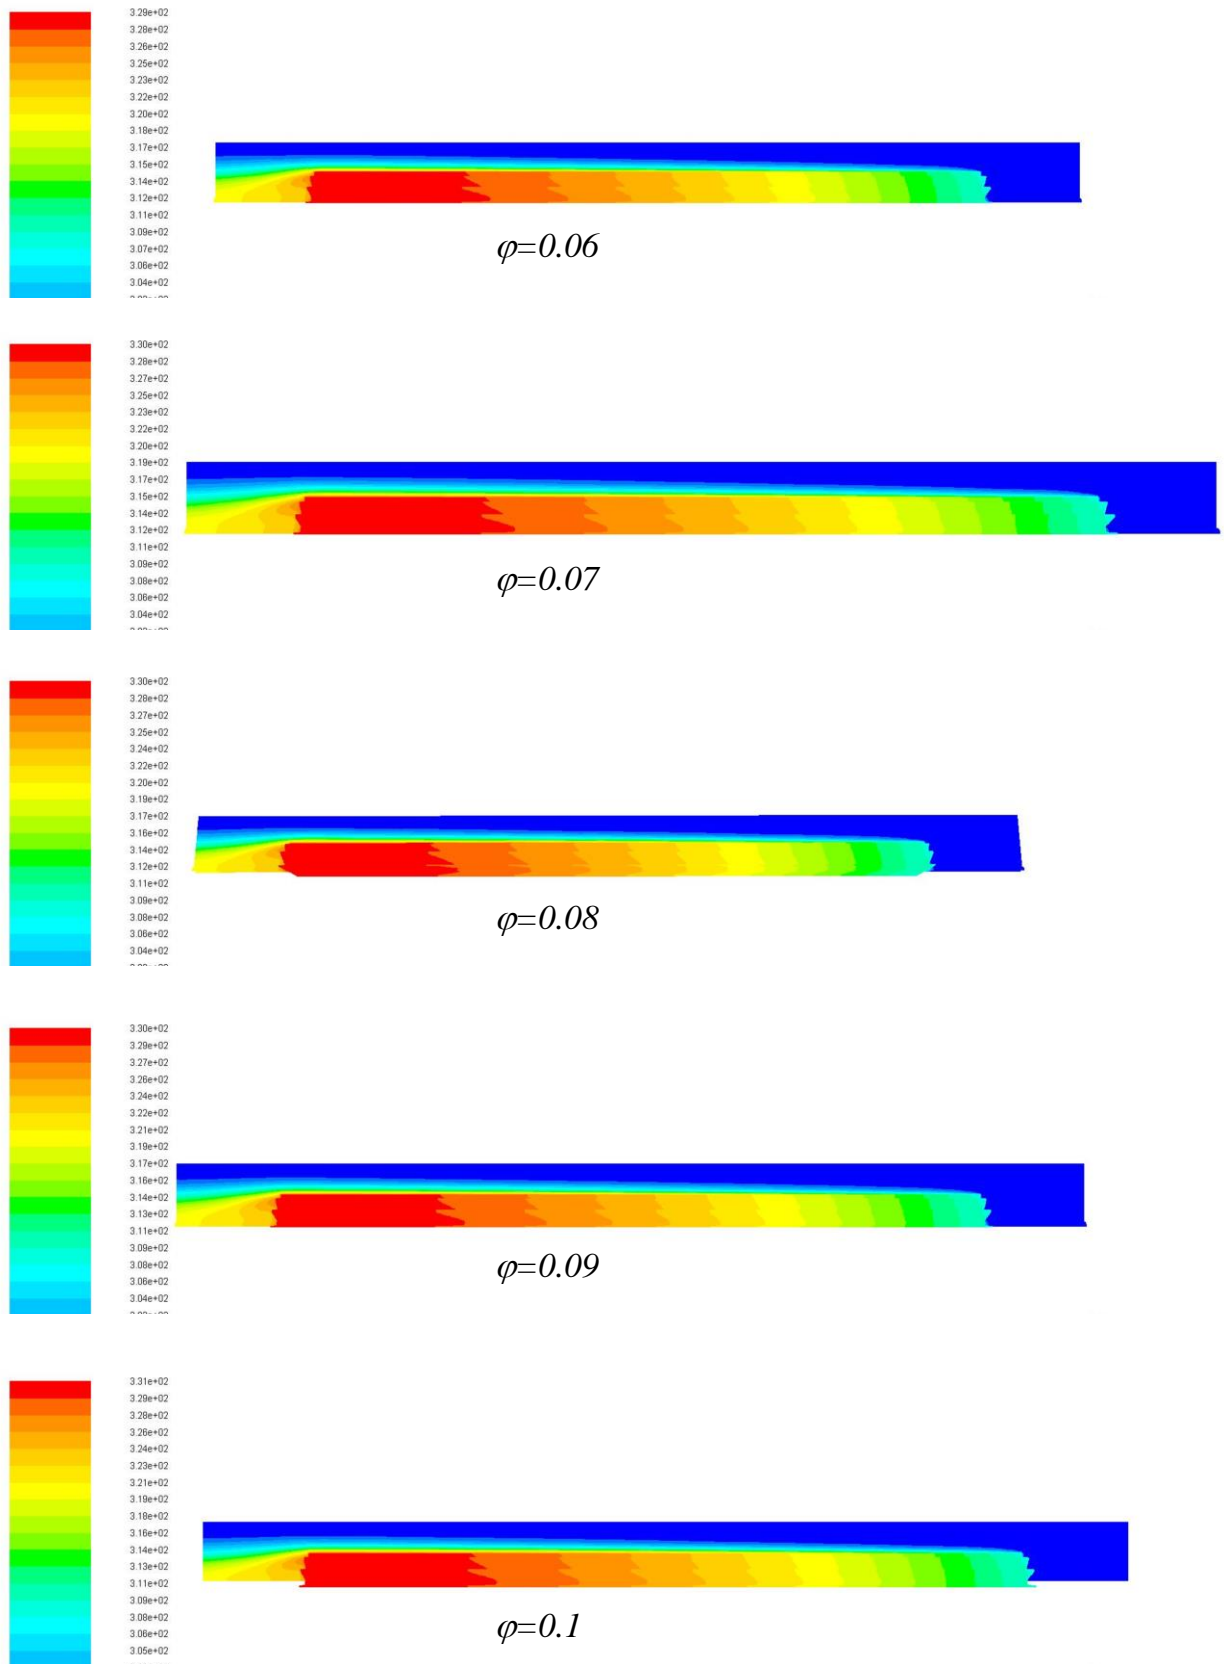 3.29e+02
3.28e+02
3.26e+02
3.25e+02
3.23e+02
3.22e+02
3.20e+02
3.18e+02
3.17e+02
3.15e+02
3.14e+02
3.12e+02
3.11e+02
3.09e+02
3.07e+02
3.06e+02
3.04e+02
φ=0.06
3.30e+02
3.28e+02
3.27e+02
3.25e+02
3.23e+02
3.22e+02
3.20e+02
3.19e+02
3.17e+02
3.15e+02
3.14e+02
3.12e+02
3.11e+02
3.09e+02
3.08e+02
3.06e+02
3.04e+02
φ=0.07
3.30e+02
3.28e+02
3.27e+02
3.25e+02
3.24e+02
3.22e+02
3.20e+02
3.19e+02
3.17e+02
3.16e+02
3.14e+02
3.12e+02
3.11e+02
3.09e+02
3.08e+02
3.06e+02
3.04e+02
φ=0.08
3.30e+02
3.29e+02
3.27e+02
3.26e+02
3.24e+02
3.22e+02
3.21e+02
3.19e+02
3.17e+02
3.16e+02
3.14e+02
3.13e+02
3.11e+02
3.09e+02
3.08e+02
3.06e+02
3.04e+02
φ=0.09
3.31e+02
3.29e+02
3.28e+02
3.26e+02
3.24e+02
3.23e+02
3.21e+02
3.19e+02
3.18e+02
3.16e+02
3.14e+02
3.13e+02
3.11e+02
3.09e+02
3.08e+02
3.06e+02
3.05e+02
φ=0.1